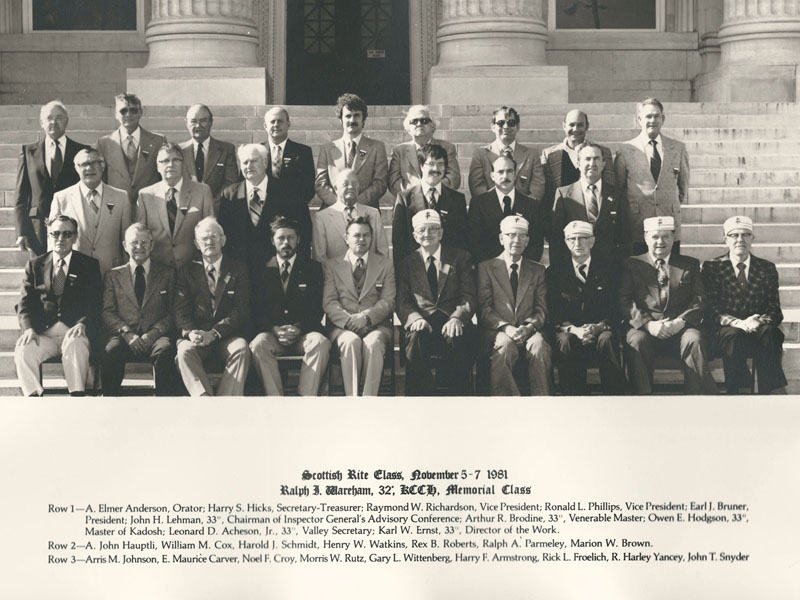 Scottish Rite Class, November 5-7 1981
Ralph J. Wareham, 32°, KCCH, Memorial Class
Row 1—A. Elmer Anderson, Orator; Harry S. Hicks, Secretary-Treasurer; Raymond W. Richardson, Vice President; Ronald L. Phillips, Vice President; Earl J. Bruner,
President; John H. Lehman, 33°, Chairman of Inspector General's Advisory Conference; Arthur R. Brodine, 33°, Venerable Master; Owen E. Hodgson, 33°,
Master of Kadosh; Leonard D. Acheson, Jr., 33°, Valley Secretary; Karl W. Ernst, 33°, Director of the Work.
Row 2—A. John Hauptli, William M. Cox, Harold J. Schmidt, Henry W. Watkins, Rex B. Roberts, Ralph A. Parmeley, Marion W. Brown.
Row 3—Arris M. Johnson, E. Maurice Carver, Noel F. Croy, Morris W. Rutz, Gary L. Wittenberg, Harry F. Armstrong, Rick L. Froelich, R. Harley Yancey, John T. Snyder